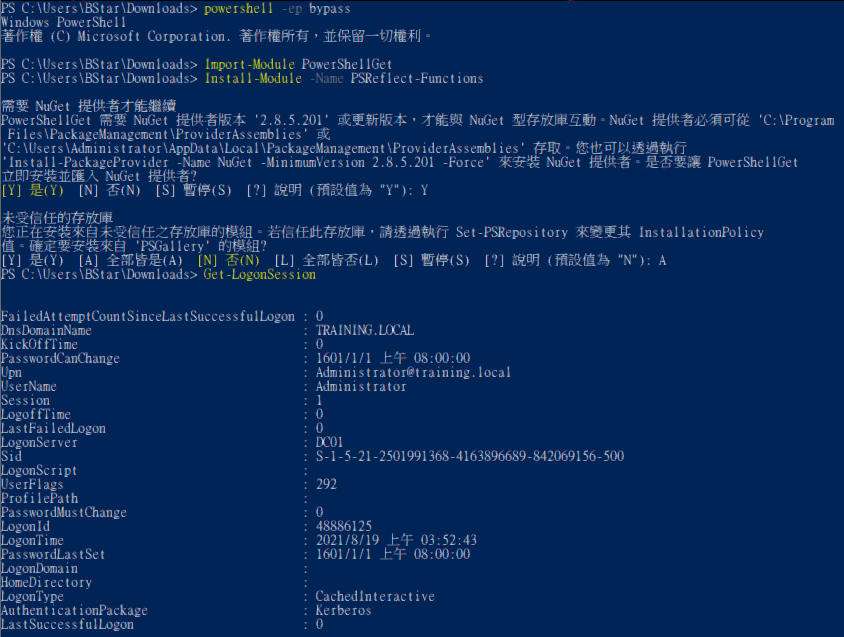 PS C:\Users\BStar\Downloads> powershell -ep bypass
Windows PowerShell
著作權 (C) Microsoft Corporation. 著作權所有，並保留一切權利。
PS C:\Users\BStar\Downloads> Import-Module PowerShellGet
PS C:\Users\BStar\Downloads> Install-Module -Name PSReflect-Functions
需要 NuGet 提供者才能繼續
PowerShellGet 需要 NuGet 提供者版本 '2.8.5.201' 或更新版本，才能與 NuGet 型存放庫互動。NuGet 提供者必須可從 'C:\Program
Files\PackageManagement\ProviderAssemblies' 或
'C:\Users\Administrator\AppData\Local\PackageManagement\ProviderAssemblies' 存取。您也可以透過執行
'Install-PackageProvider -Name NuGet -MinimumVersion 2.8.5.201 -Force' 來安裝 NuGet 提供者。是否要讓 PowerShellGet
立即安裝並匯入 NuGet 提供者?
[Y] 是(Y)  [N] 否(N)  [S] 暫停(S)  [?] 說明 (預設值為 "Y"): Y
未受信任的存放庫
您正在安裝來自未受信任之存放庫的模組。若信任此存放庫，請透過執行 Set-PSRepository 來變更其 InstallationPolicy
值。確定要安裝來自 'PSGallery' 的模組?
[Y] 是(Y)  [A] 全部皆是(A)  [N] 否(N)  [L] 全部皆否(L)  [S] 暫停(S)  [?] 說明 (預設值為 "N"): A
PS C:\Users\BStar\Downloads> Get-LogonSession
FailedAttemptCountSinceLastSuccessfulLogon : 0
DnsDomainName : TRAINING.LOCAL
KickOffTime : 0
PasswordCanChange : 1601/1/1 上午 08:00:00
Upn : Administrator@training.local
UserName : Administrator
Session : 1
LogoffTime : 0
LastFailedLogon : 0
LogonServer : DC01
Sid : S-1-5-21-2501991368-4163896689-842069156-500
LogonScript :
UserFlags : 292
ProfilePath :
PasswordMustChange : 0
LogonId : 48886125
LogonTime : 2021/8/19 上午 03:52:43
PasswordLastSet : 1601/1/1 上午 08:00:00
LogonDomain :
HomeDirectory :
LogonType : CachedInteractive
AuthenticationPackage : Kerberos
LastSuccessfulLogon : 0